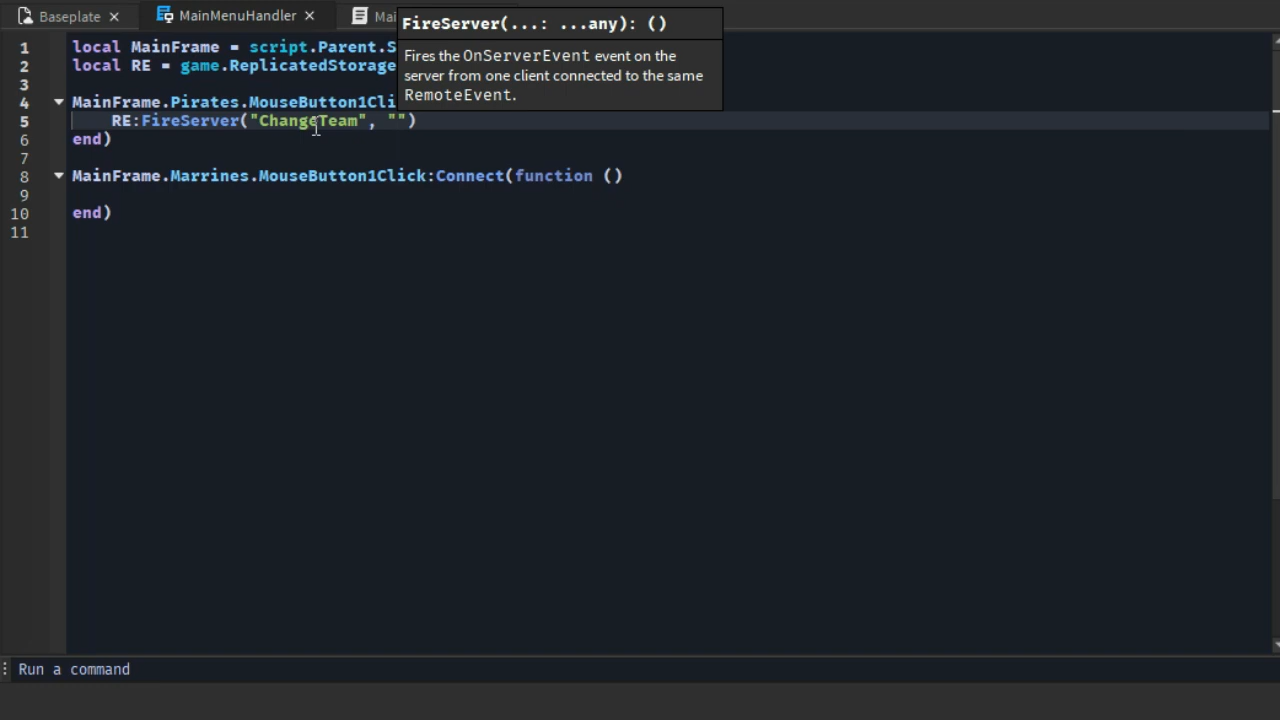 Baseplate ×
MainMenuHandler ×
Mai
FireServer(...: ...any): ()
Fires the OnServerEvent event on the
server from one client connected to the same
RemoteEvent.
1 local MainFrame = script.Parent.S
2 local RE = game.ReplicatedStorage
3
4 MainFrame.Pirates.MouseButton1Cli
5 RE:FireServer("ChangeTeam", "")
6 end)
7
8 MainFrame.Marrines.MouseButton1Click:Connect(function ()
9
10 end)
11
Run a command